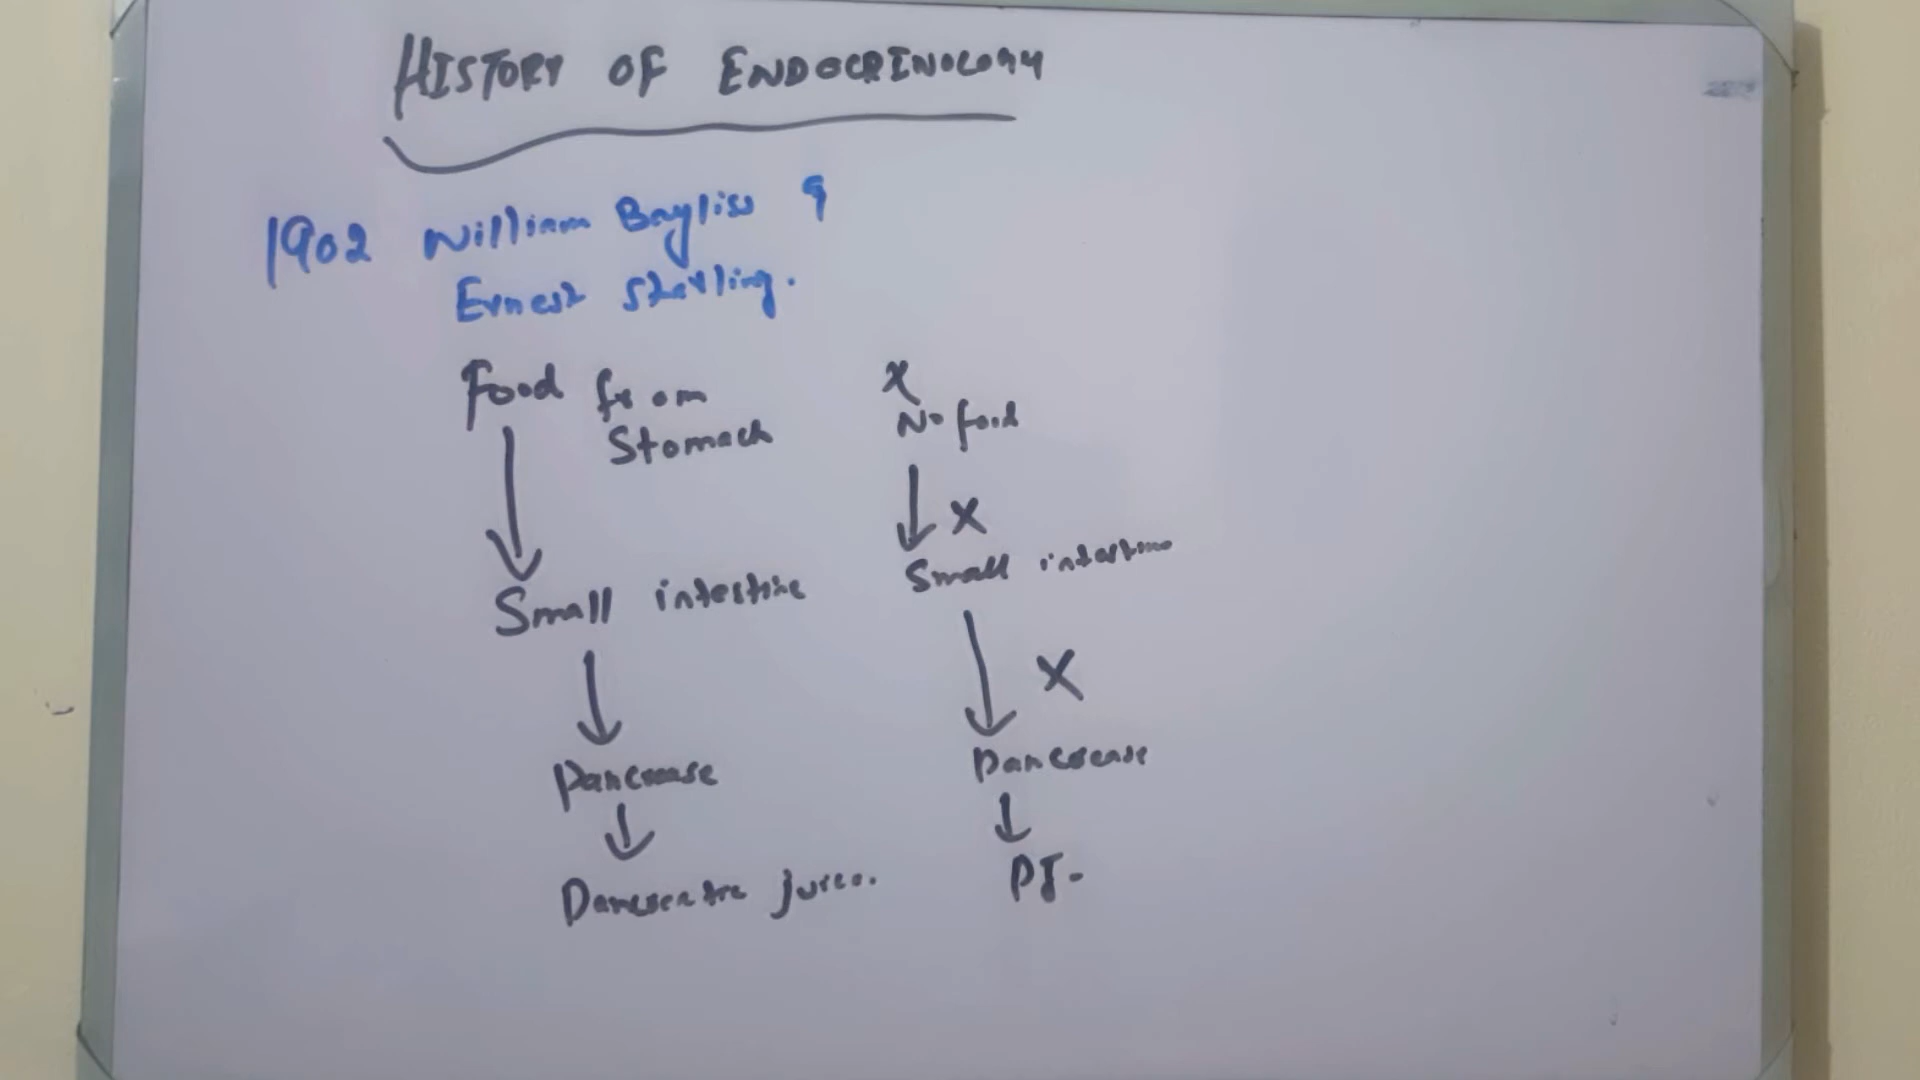 HISTORY OF ENDOCRINOLOGY
1902 William Bayliss &
Ernest Starling.
Food from
Stomach
Small intestine
Pancrease
Pancreatic juice.
X
No food
X
Small intestine
X
Pancrease
PJ.